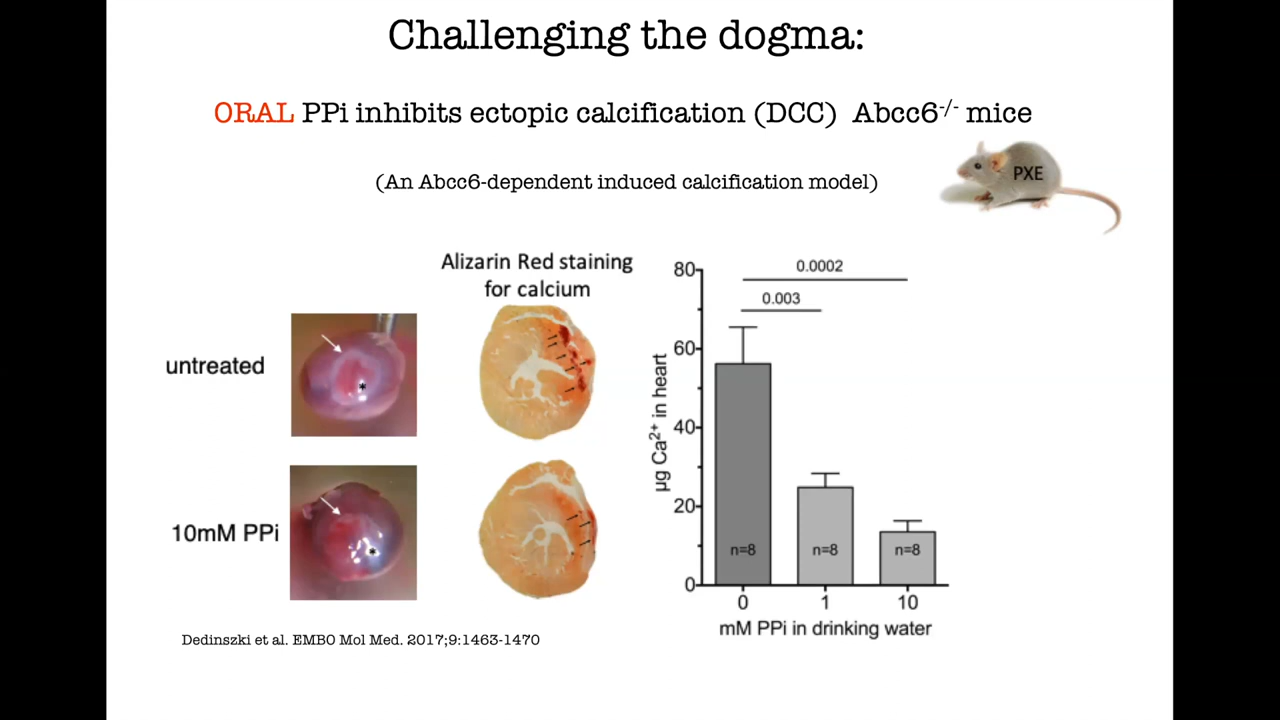 Challenging the dogma:
ORAL PPi inhibits ectopic calcification (DCC) Abcc6-/- mice
(An Abcc6-dependent induced calcification model)
PXE
Alizarin Red staining
for calcium
untreated
*
10mM PPi
*
80
60
40
20
0
µg Ca2+ in heart
0.0002
0.003
n=8 n=8 n=8
0 1 10
mM PPi in drinking water
Dedinszki et al. EMBO Mol Med. 2017;9:1463-1470